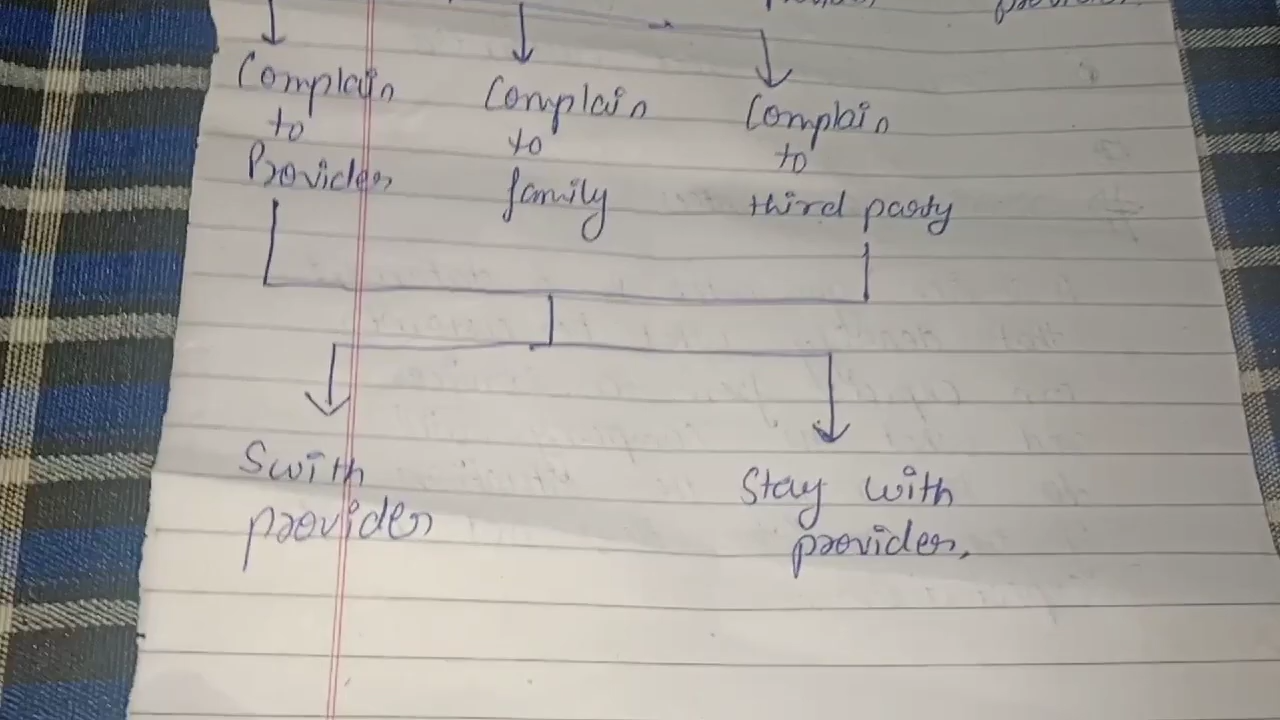 Complain Complain Complain
to to to
Provider family third party
Swith Stay with
provider provider,